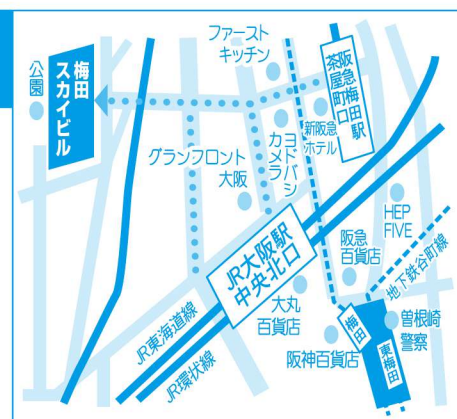 ファースト
キッチン
公園
梅田
スカイビル
阪急梅田駅
茶屋町口
新阪急
ホテル
ヨドバシ
カメラ
グランフロント
大阪
HEP
FIVE
JR大阪駅
中央北口
阪急
百貨店
地下鉄谷町線
大丸
百貨店
JR東海道線
JR環状線
梅田
東梅田
曽根崎
警察
阪神百貨店